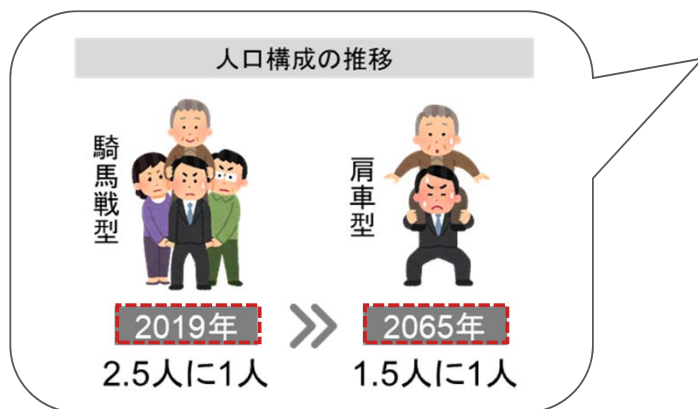 人口構成の推移
騎馬戦型
肩車型
2019年
2065年
2.5人に1人
1.5人に1人